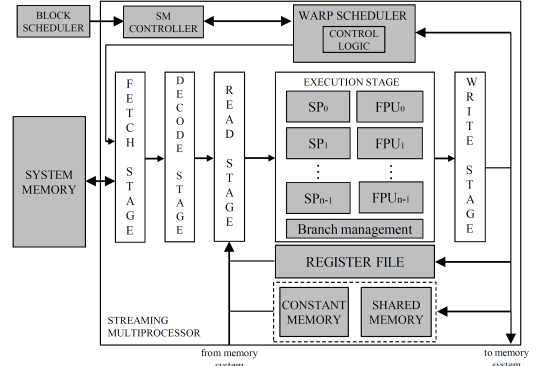 BLOCK
SCHEDULER
SM
CONTROLLER
WARP SCHEDULER
CONTROL
LOGIC
SYSTEM
MEMORY
FETCH STAGE
DECODE STAGE
READ STAGE
EXECUTION STAGE
SP0 FPU0
SP1 FPU1
⋮ ⋮
SPn-1 FPUn-1
Branch management
WRITE STAGE
REGISTER FILE
CONSTANT
MEMORY
SHARED
MEMORY
STREAMING
MULTIPROCESSOR
from memory
system
to memory
system